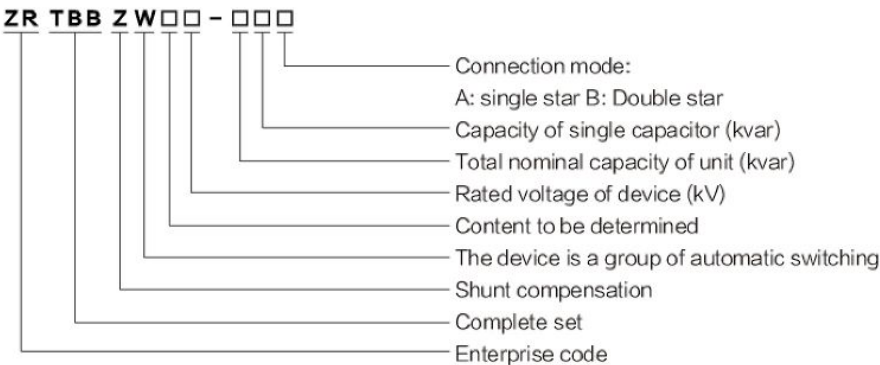 ZR TBB Z W□□-□□□
Connection mode:
A: single star B: Double star
Capacity of single capacitor (kvar)
Total nominal capacity of unit (kvar)
Rated voltage of device (kV)
Content to be determined
The device is a group of automatic switching
Shunt compensation
Complete set
Enterprise code